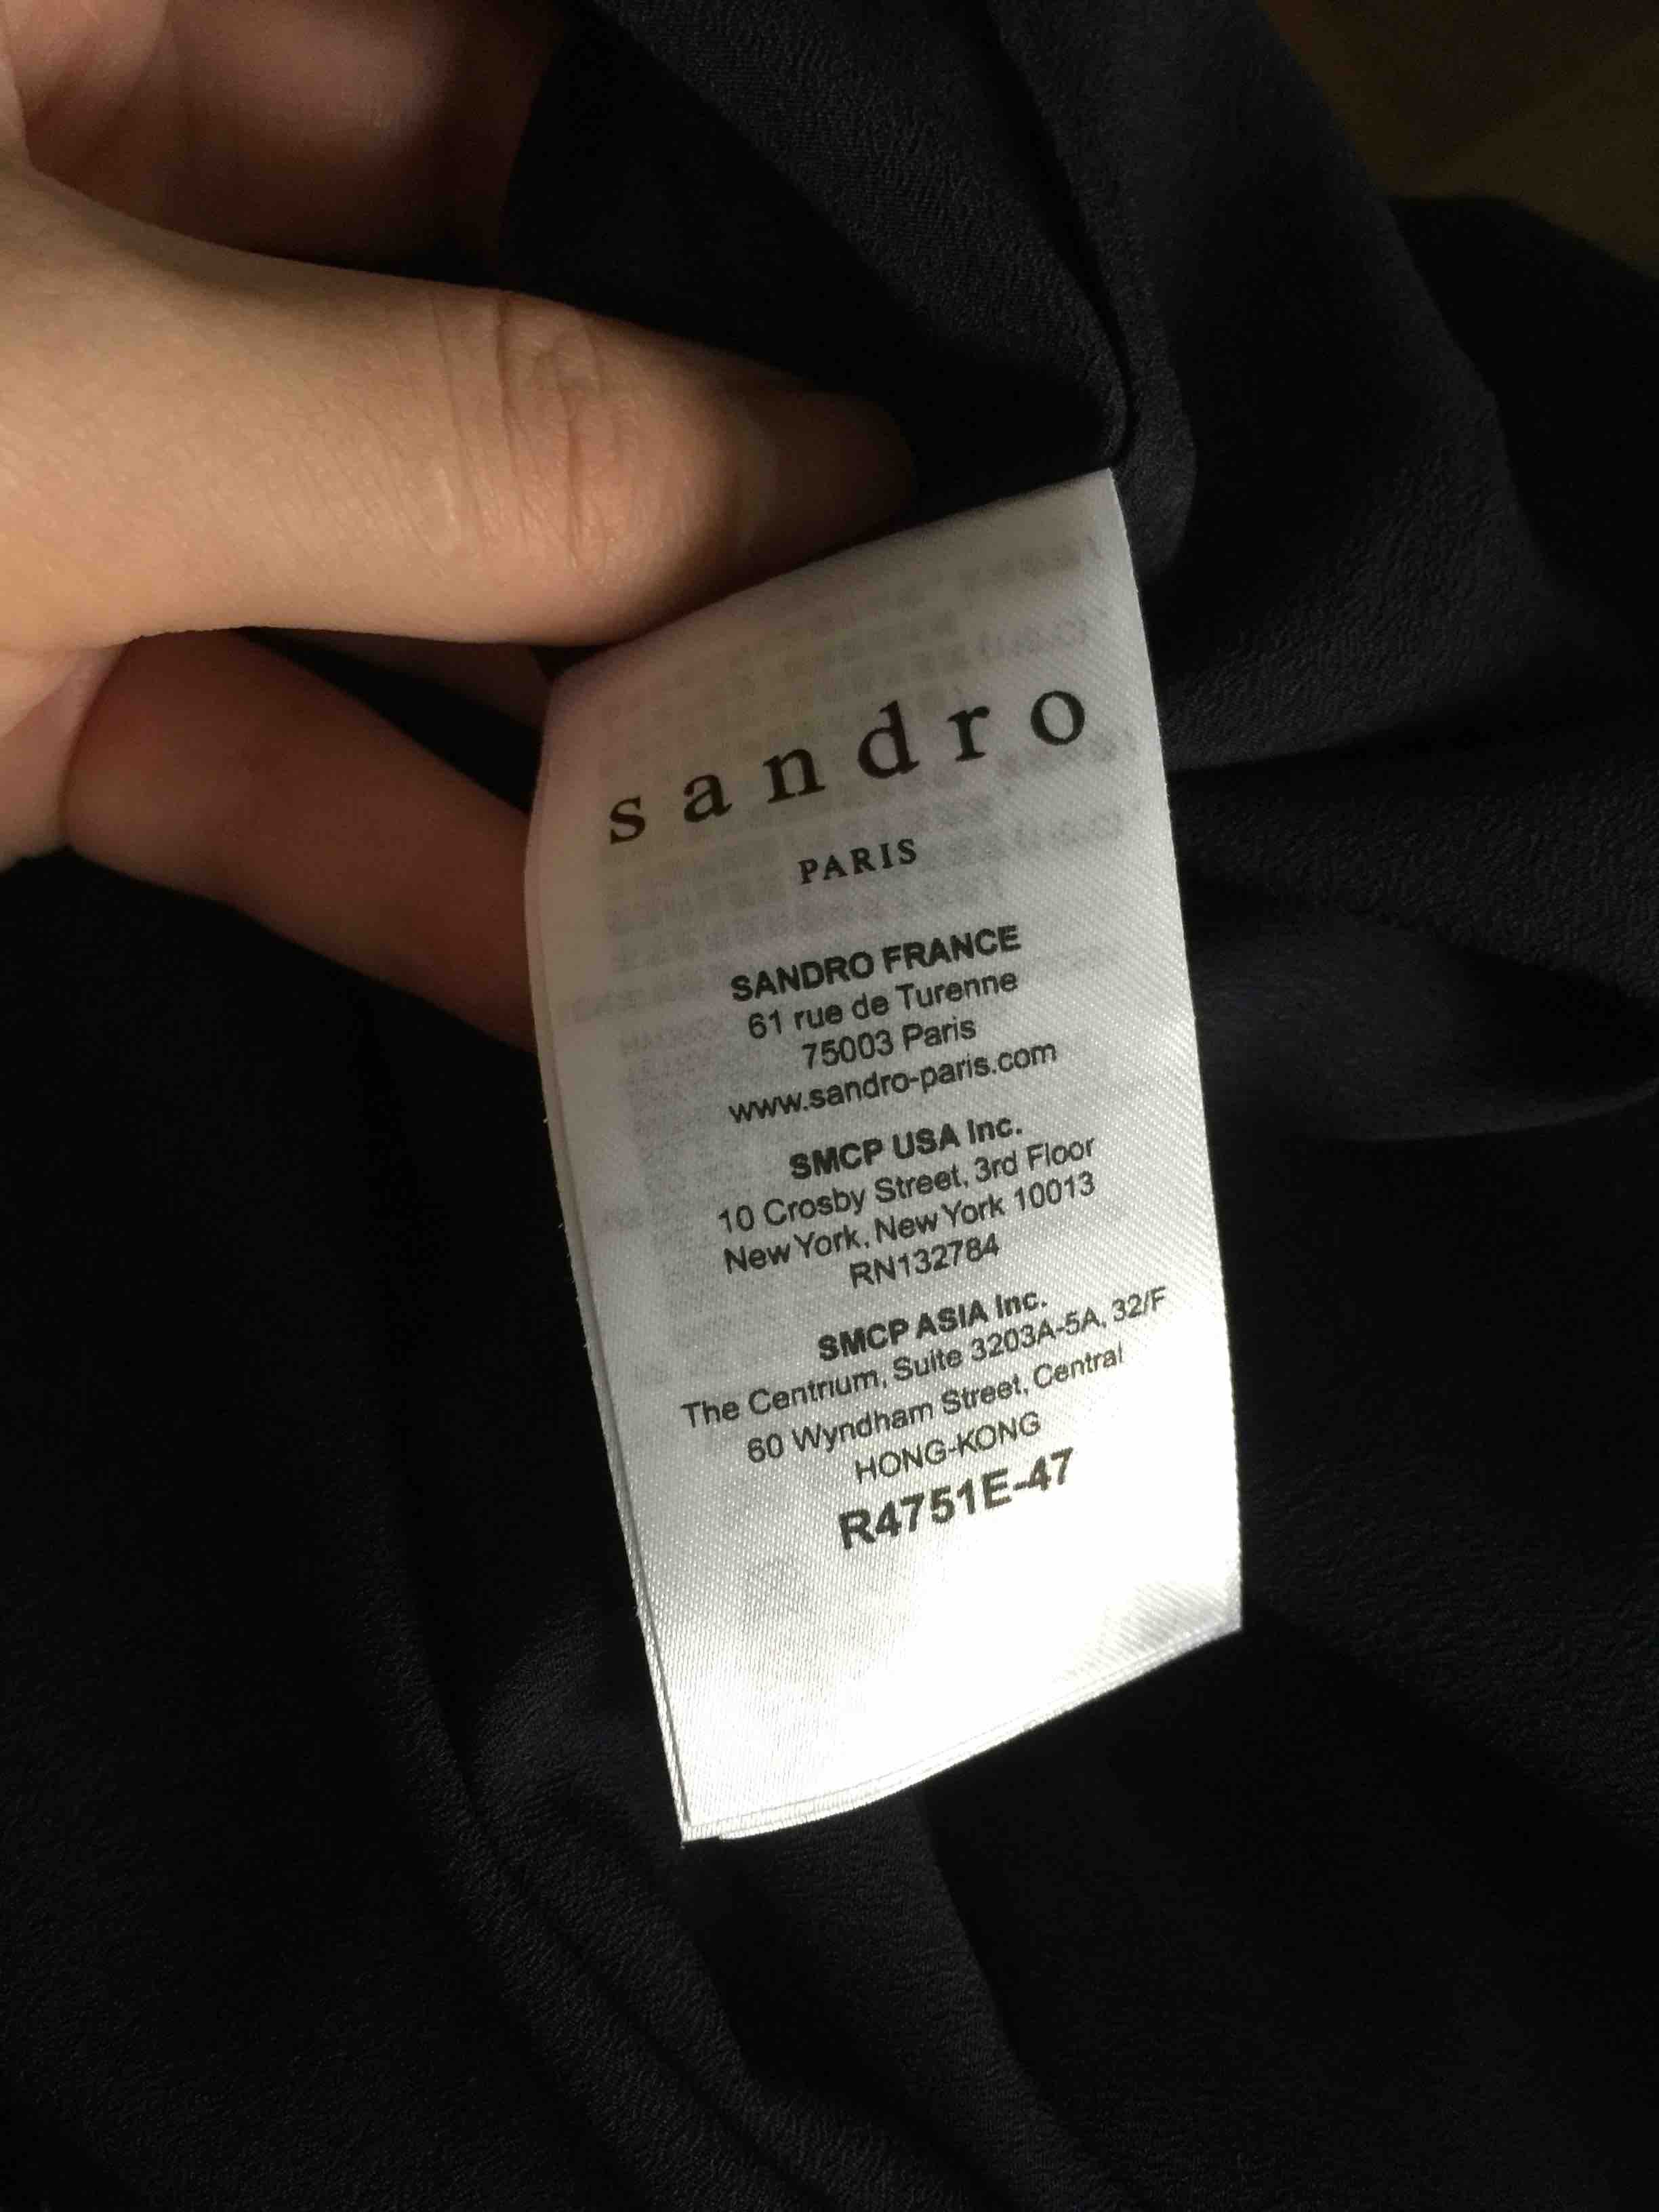 sandro
PARIS
SANDRO FRANCE
61 rue de Turenne
75003 Paris
www.sandro-paris.com
SMCP USA Inc.
10 Crosby Street, 3rd Floor
New York, New York 10013
RN132784
SMCP ASIA Inc.
The Centrium, Suite 3203A-5A, 32/F
60 Wyndham Street, Central
HONG-KONG
R4751E-47